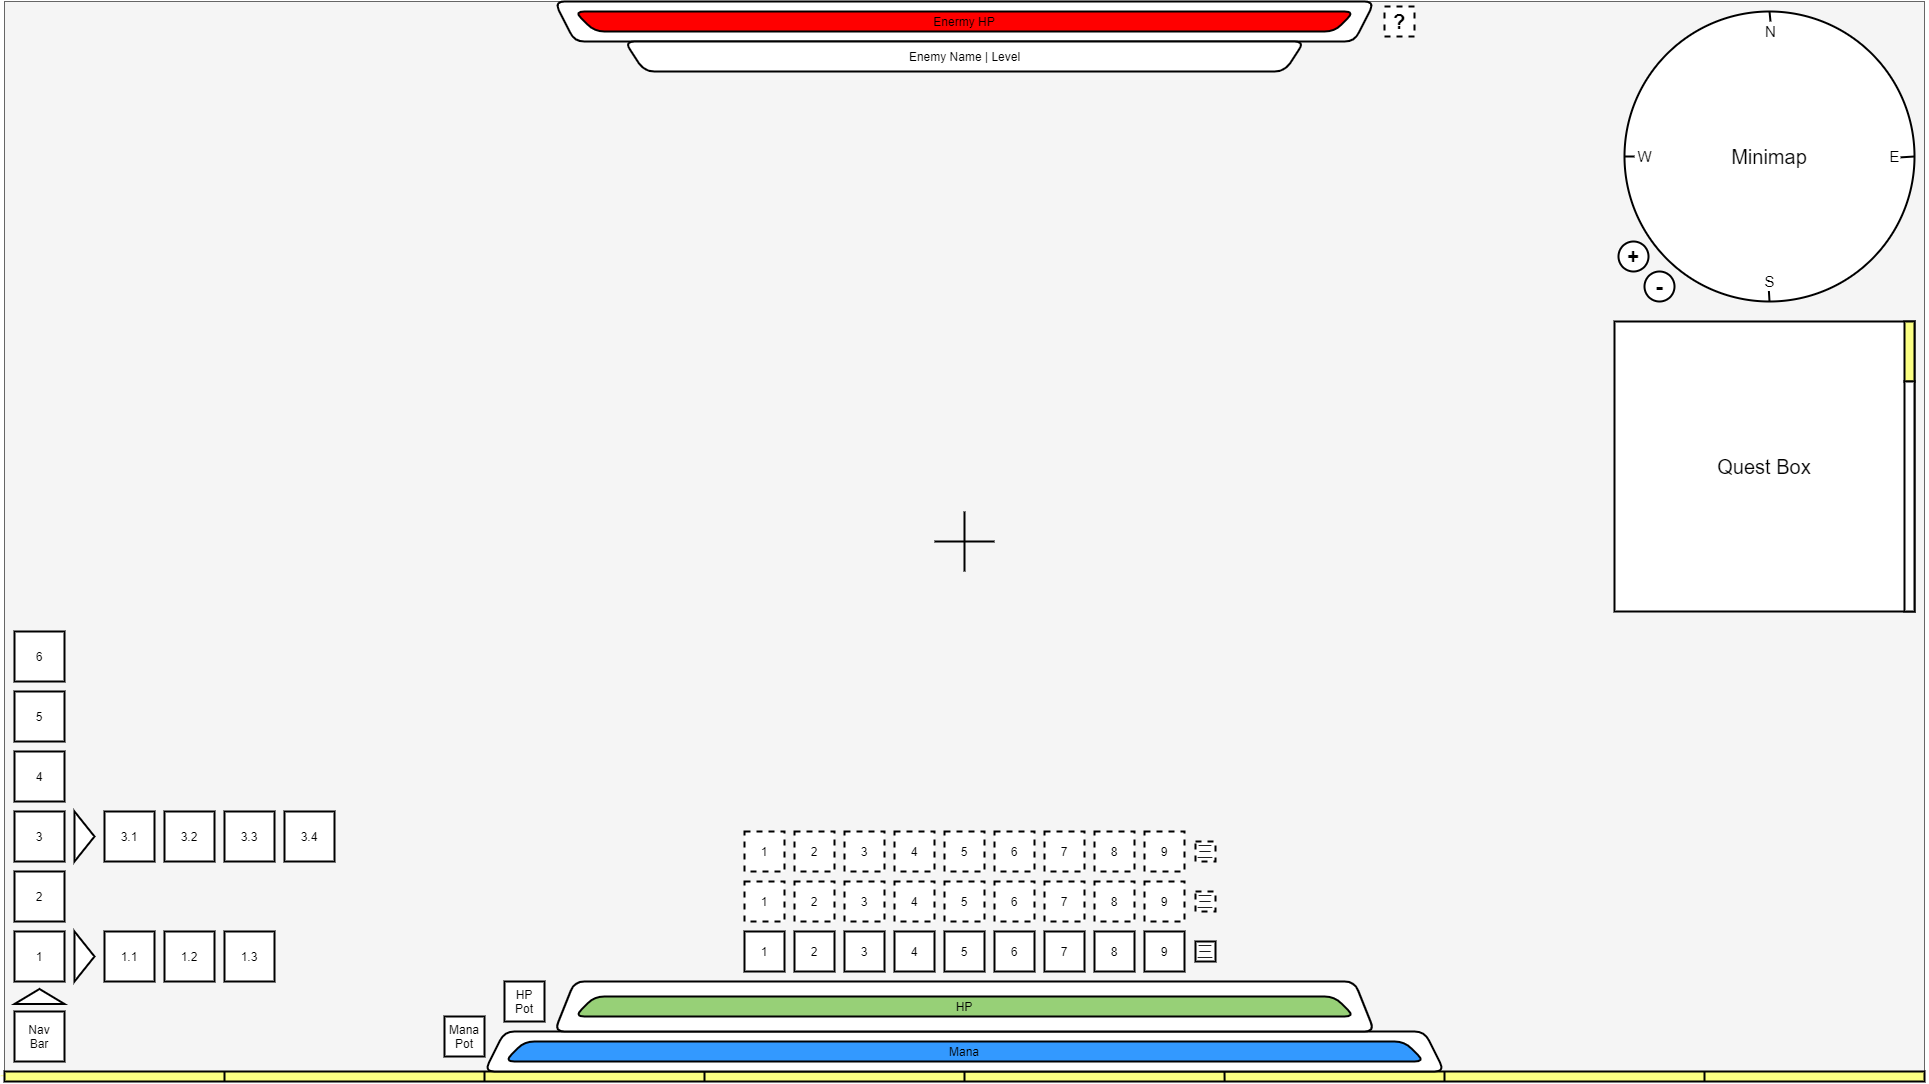 Enermy HP
?
Enemy Name | Level
N
W
Minimap
E
S
+
-
Quest Box
6
5
4
3
3.1
3.2
3.3
3.4
2
1
1.1
1.2
1.3
Nav
Bar
1 2 3 4 5 6 7 8 9
1 2 3 4 5 6 7 8 9
1 2 3 4 5 6 7 8 9
HP
Pot
HP
Mana
Pot
Mana